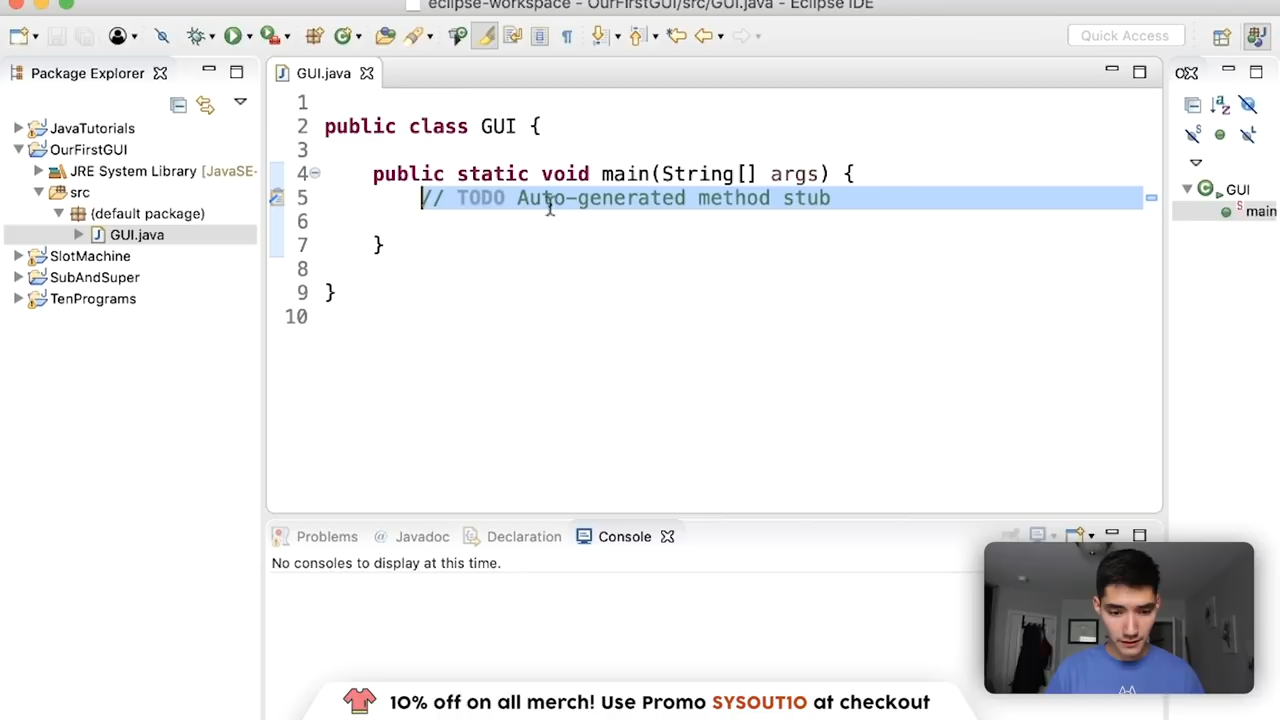 eclipse-workspace - OurFirstGUI/src/GUI.java - Eclipse IDE
Quick Access
Package Explorer
JavaTutorials
OurFirstGUI
JRE System Library [JavaSE-
src
(default package)
GUI.java
SlotMachine
SubAndSuper
TenPrograms
GUI.java
1
2 public class GUI {
3
4 public static void main(String[] args) {
5 // TODO Auto-generated method stub
6
7 }
8
9 }
10
GUI
main
Problems @ Javadoc Declaration Console
No consoles to display at this time.
10% off on all merch! Use Promo SYSOUT10 at checkout